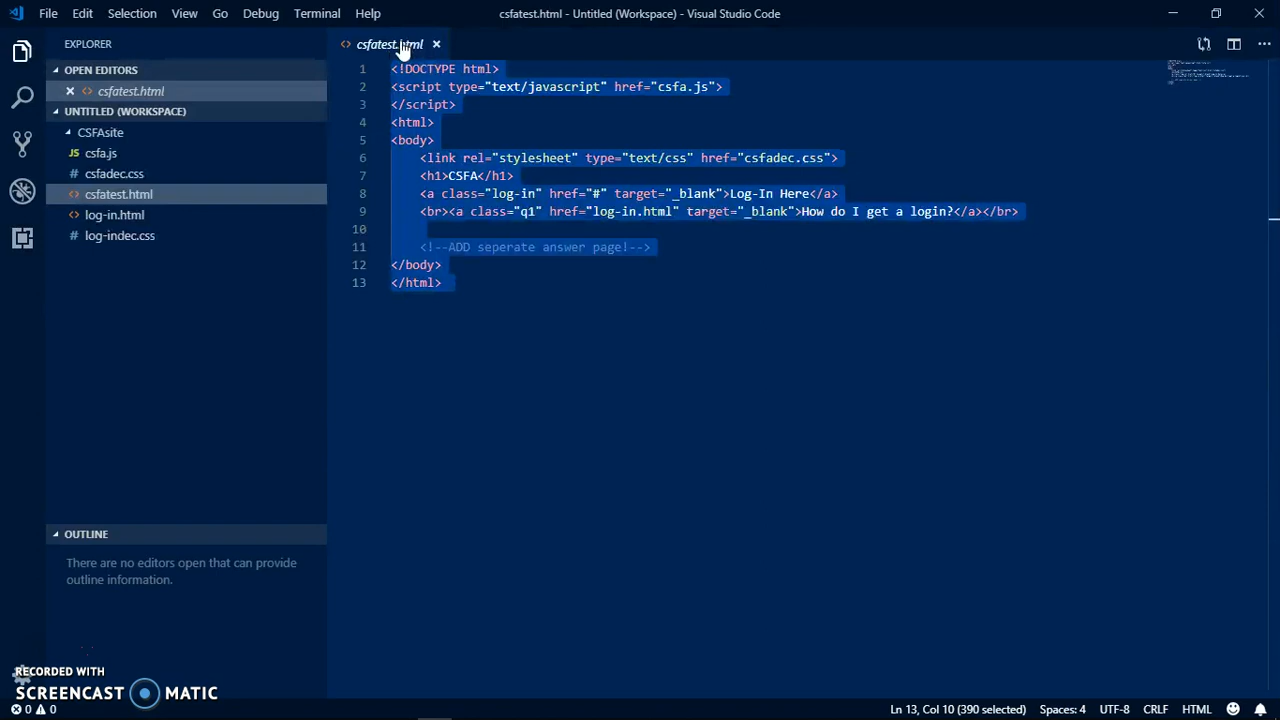 File Edit Selection View Go Debug Terminal Help csfatest.html - Untitled (Workspace) - Visual Studio Code
EXPLORER
OPEN EDITORS
csfatest.html
UNTITLED (WORKSPACE)
CSFAsite
JS csfa.js
csfadec.css
csfatest.html
log-in.html
log-indec.css
OUTLINE
There are no editors open that can provide
outline information.
csfatest.html
1 <!DOCTYPE html>
2 <script type="text/javascript" href="csfa.js">
3 </script>
4 <html>
5 <body>
6 <link rel="stylesheet" type="text/css" href="csfadec.css">
7 <h1>CSFA</h1>
8 <a class="log-in" href="#" target="_blank">Log-In Here</a>
9 <br><a class="q1" href="log-in.html" target="_blank">How do I get a login?</a></br>
10
11 <!--ADD seperate answer page!-->
12 </body>
13 </html>
RECORDED WITH
SCREENCAST MATIC
0 0 Ln 13, Col 10 (390 selected) Spaces: 4 UTF-8 CRLF HTML